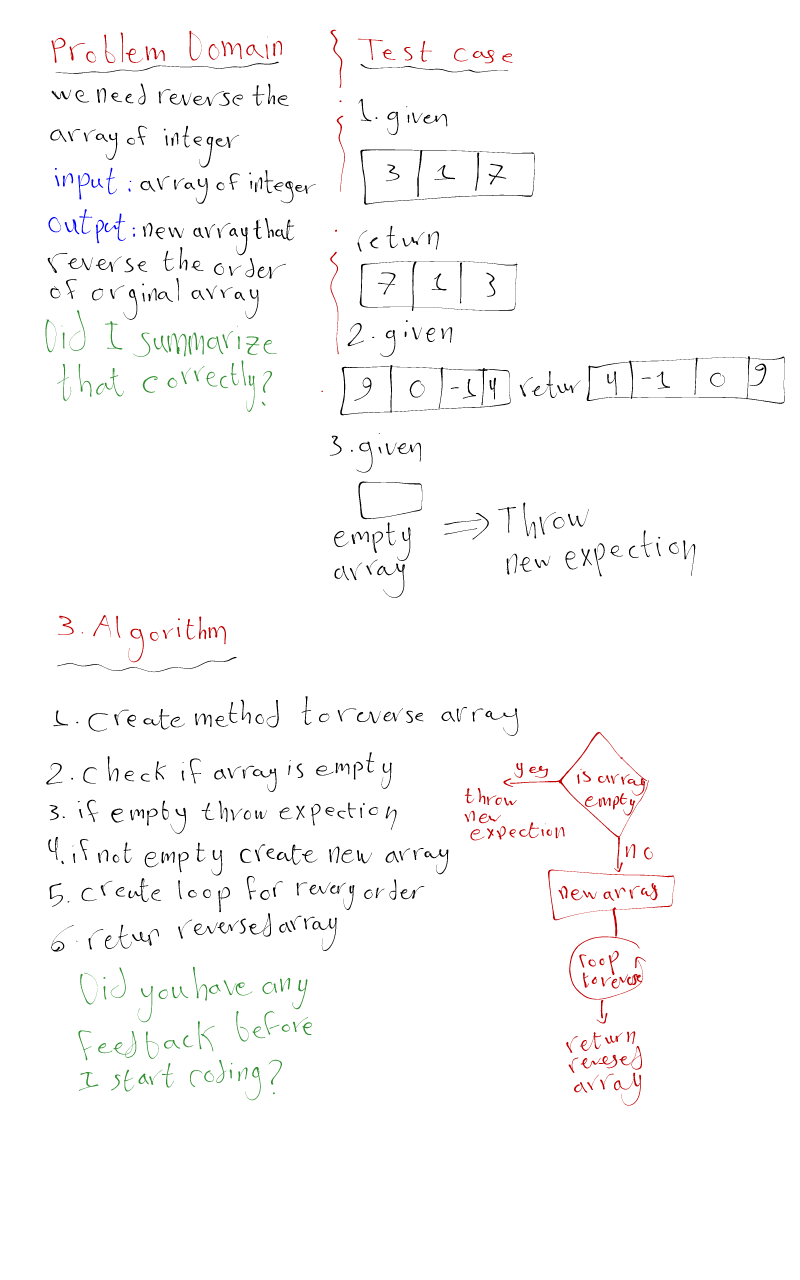 Problem Domain
we need reverse the
array of integer
input: array of integer
output: new array that
reverse the order
of orginal array
Did I summarize
that correctly?
Test case
1. given
3 1 7
return
7 1 3
2. given
9 0 -1 4 retur 4 -1 0 9
3. given
empty
array
⇒ Throw
new expection
3. Algorithm
1. create method to reverse array
2. check if array is empty
3. if empty throw expection
4. if not empty create new array
5. create loop for revery order
6. retur reversed array
Did you have any
feedback before
I start coding?
is array
empty
yes
throw
new
expection
no
new array
loop
to reverse
return
revesed
array